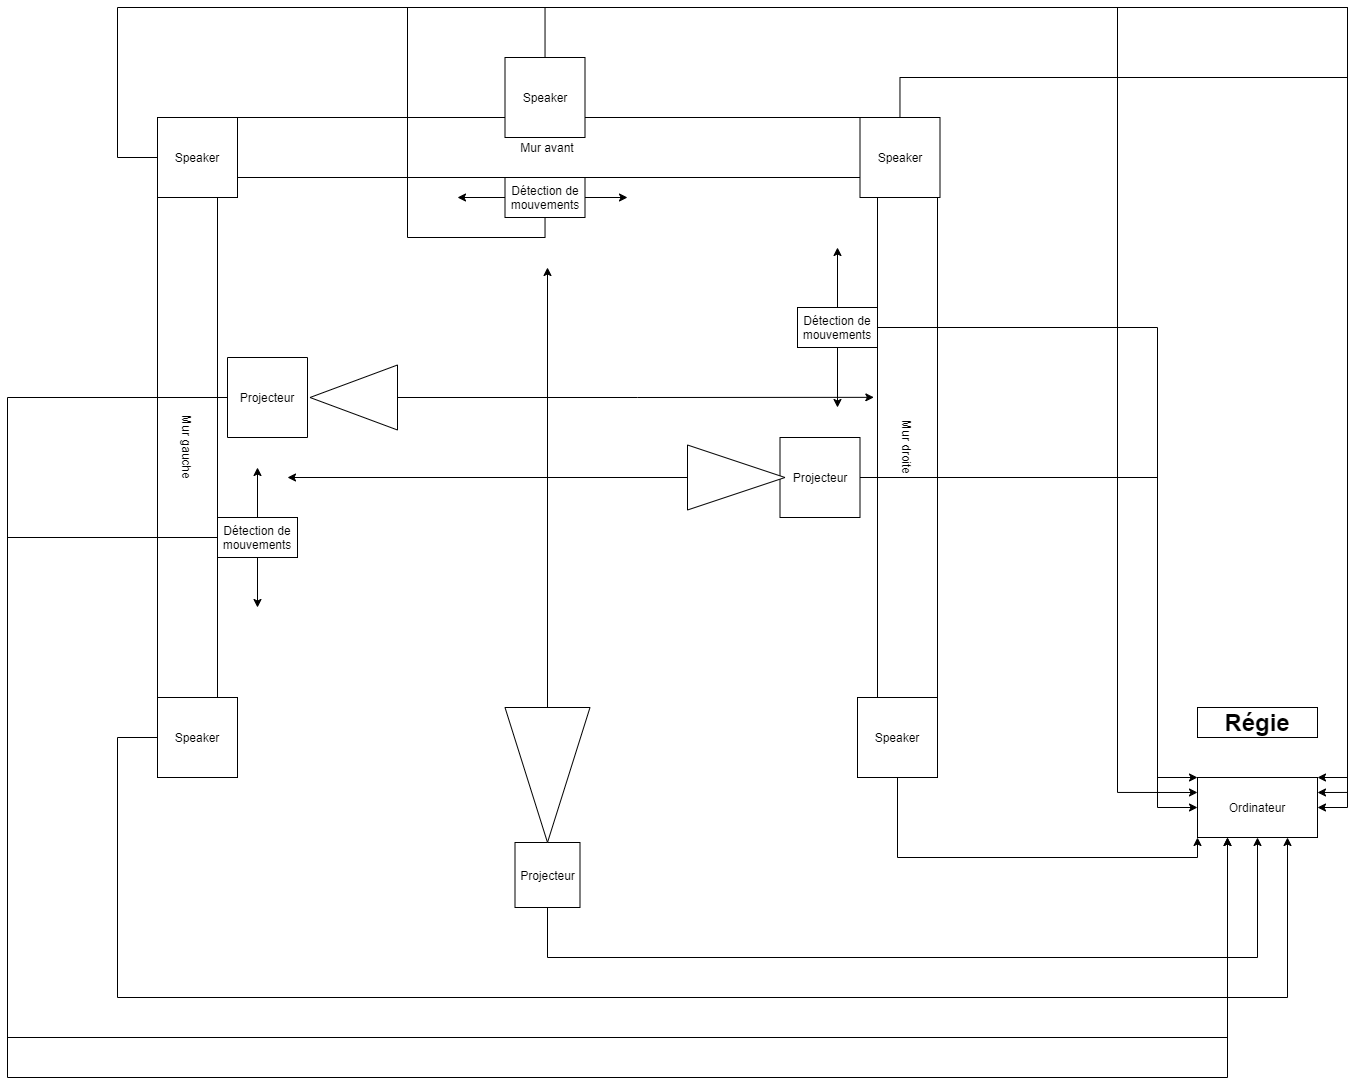 Speaker
Mur avant
Speaker
Speaker
Détection de
mouvements
Détection de
mouvements
Projecteur
Mur gauche
Mur droite
Projecteur
Détection de
mouvements
Speaker
Speaker
Régie
Ordinateur
Projecteur